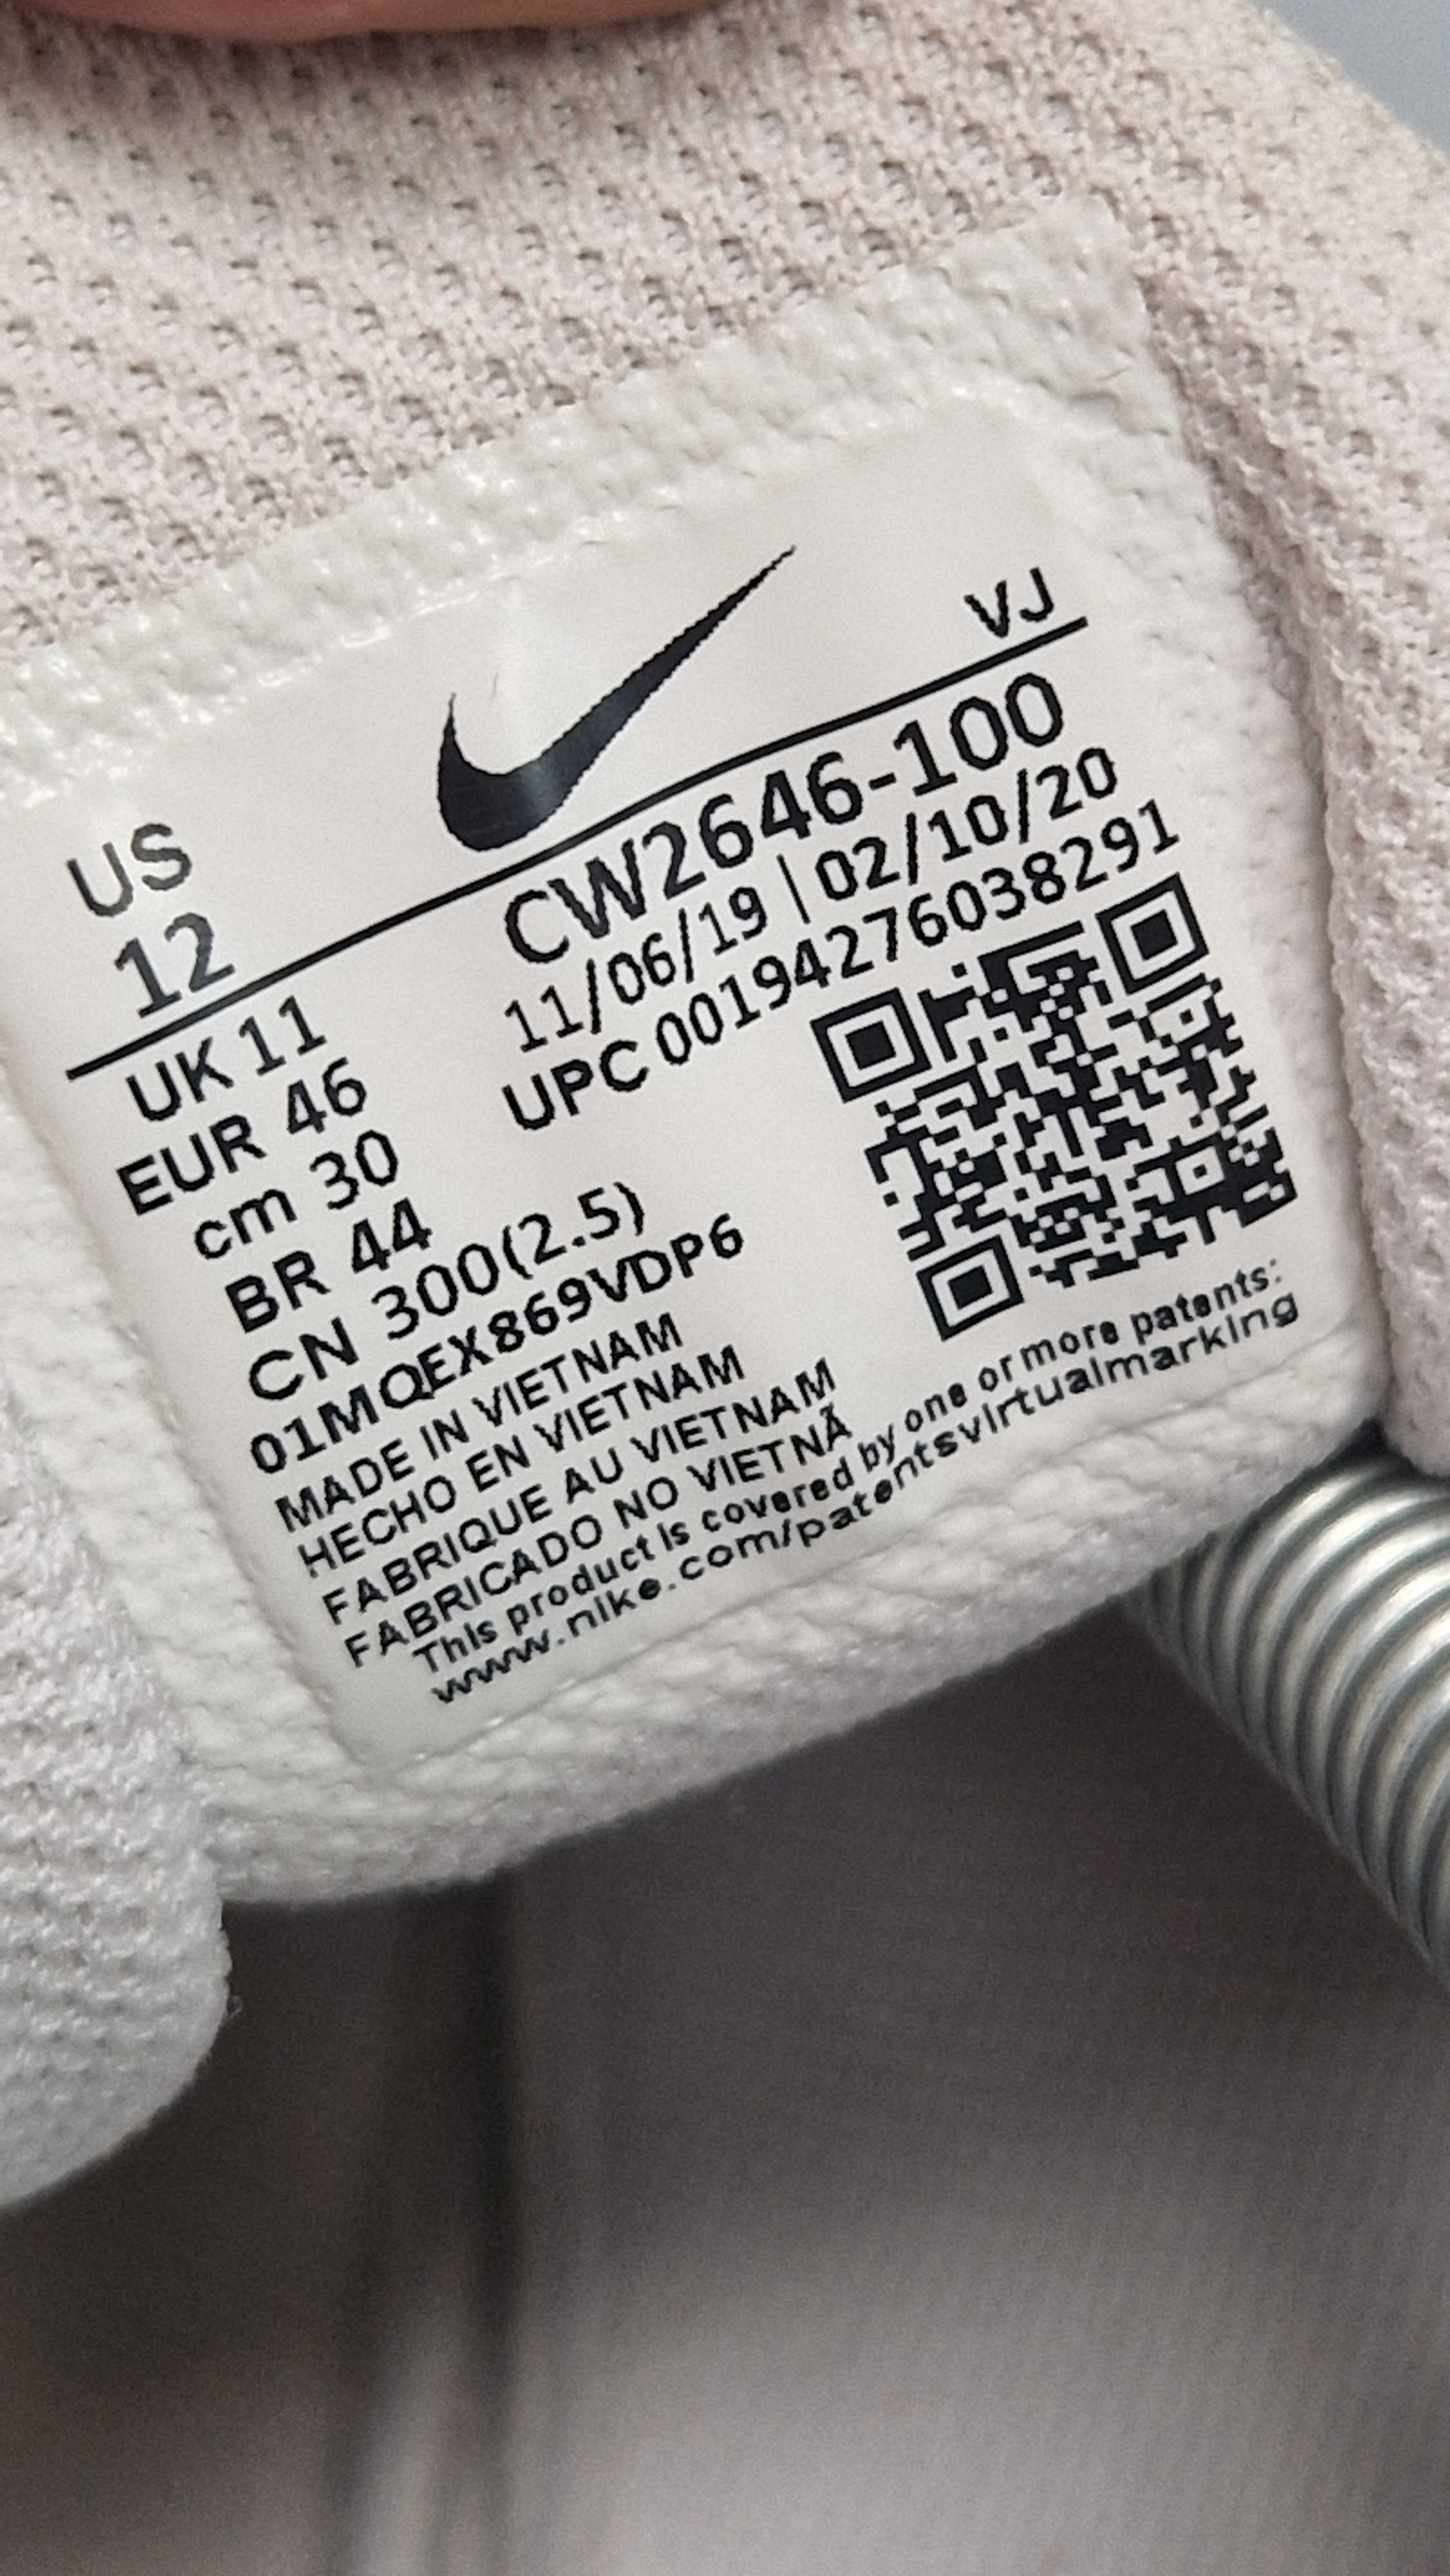 VJ
US
12
CW2646-100
11/06/19 | 02/10/20
UPC 00194276038291
UK 11
EUR 46
cm 30
BR 44
CN 300(2.5)
01MQEX869VDP6
MADE IN VIETNAM
HECHO EN VIETNAM
FABRIQUE AU VIETNAM
FABRICADO NO VIETNÃ
This product is covered by one or more patents:
www.nike.com/patentsvirtualmarking